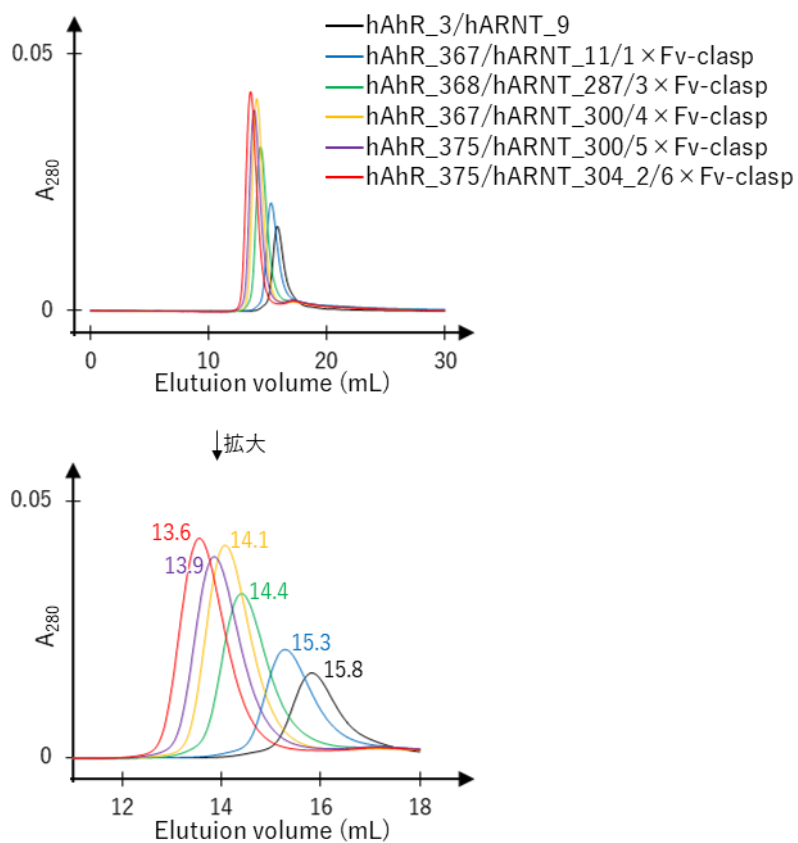 hAhR_3/hARNT_9
hAhR_367/hARNT_11/1×Fv-clasp
hAhR_368/hARNT_287/3×Fv-clasp
hAhR_367/hARNT_300/4×Fv-clasp
hAhR_375/hARNT_300/5×Fv-clasp
hAhR_375/hARNT_304_2/6×Fv-clasp
0.05
A280
0
0 10 20 30
Elutuion volume (mL)
↓拡大
0.05
13.6
14.1
13.9
14.4
15.3
15.8
A280
0
12 14 16 18
Elutuion volume (mL)